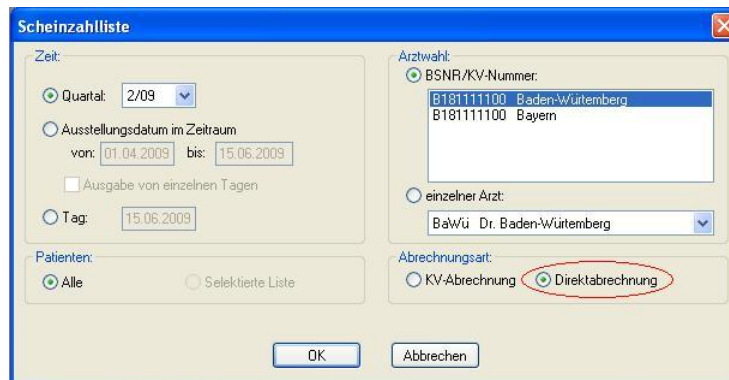 Scheinzahlliste
Zeit:
Quartal: 2/09
Ausstellungsdatum im Zeitraum
von: 01.04.2009 bis: 15.06.2009
Ausgabe von einzelnen Tagen
Tag: 15.06.2009
Patienten:
Alle Selektierte Liste
Arztwahl:
BSNR/KV-Nummer:
B181111100 Baden-Würtemberg
B181111100 Bayern
einzelner Arzt:
BaWü Dr. Baden-Würtemberg
Abrechnungsart:
KV-Abrechnung Direktabrechnung
OK Abbrechen